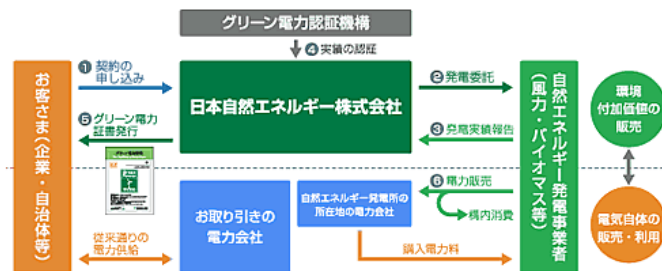 グリーン電力認証機構
❹実績の認証
お客さま(企業・自治体等)
❶契約の
申し込み
日本自然エネルギー株式会社
❷発電委託
❸発電実績報告
❺グリーン電力
証書発行
自然エネルギー発電事業者
(風力・バイオマス等)
環境
付加価値の
販売
お取り引きの
電力会社
自然エネルギー発電所の
所在地の電力会社
❻電力販売
構内消費
従来通りの
電力供給
購入電力料
電気自体の
販売・利用